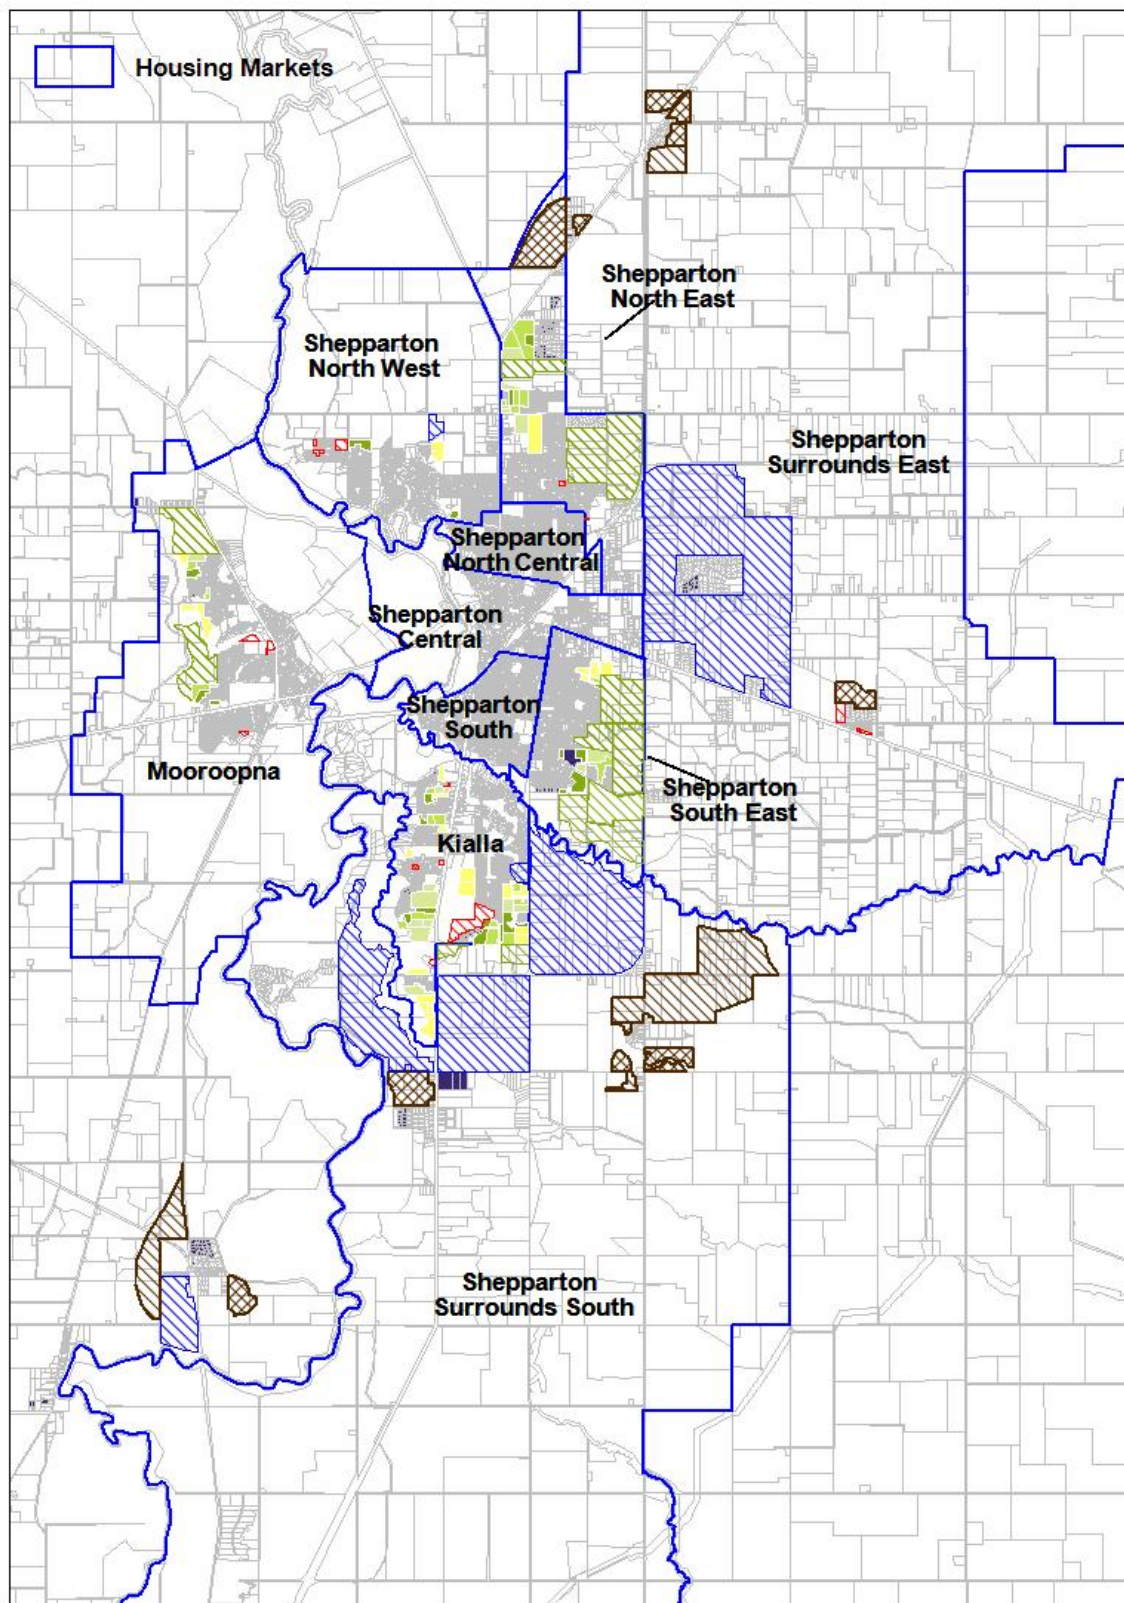 Housing Markets
Shepparton
North East
Shepparton
North West
Shepparton
Surrounds East
Shepparton
North Central
Shepparton
Central
Shepparton
South
Mooroopna
Shepparton
South East
Kialla
Shepparton
Surrounds South